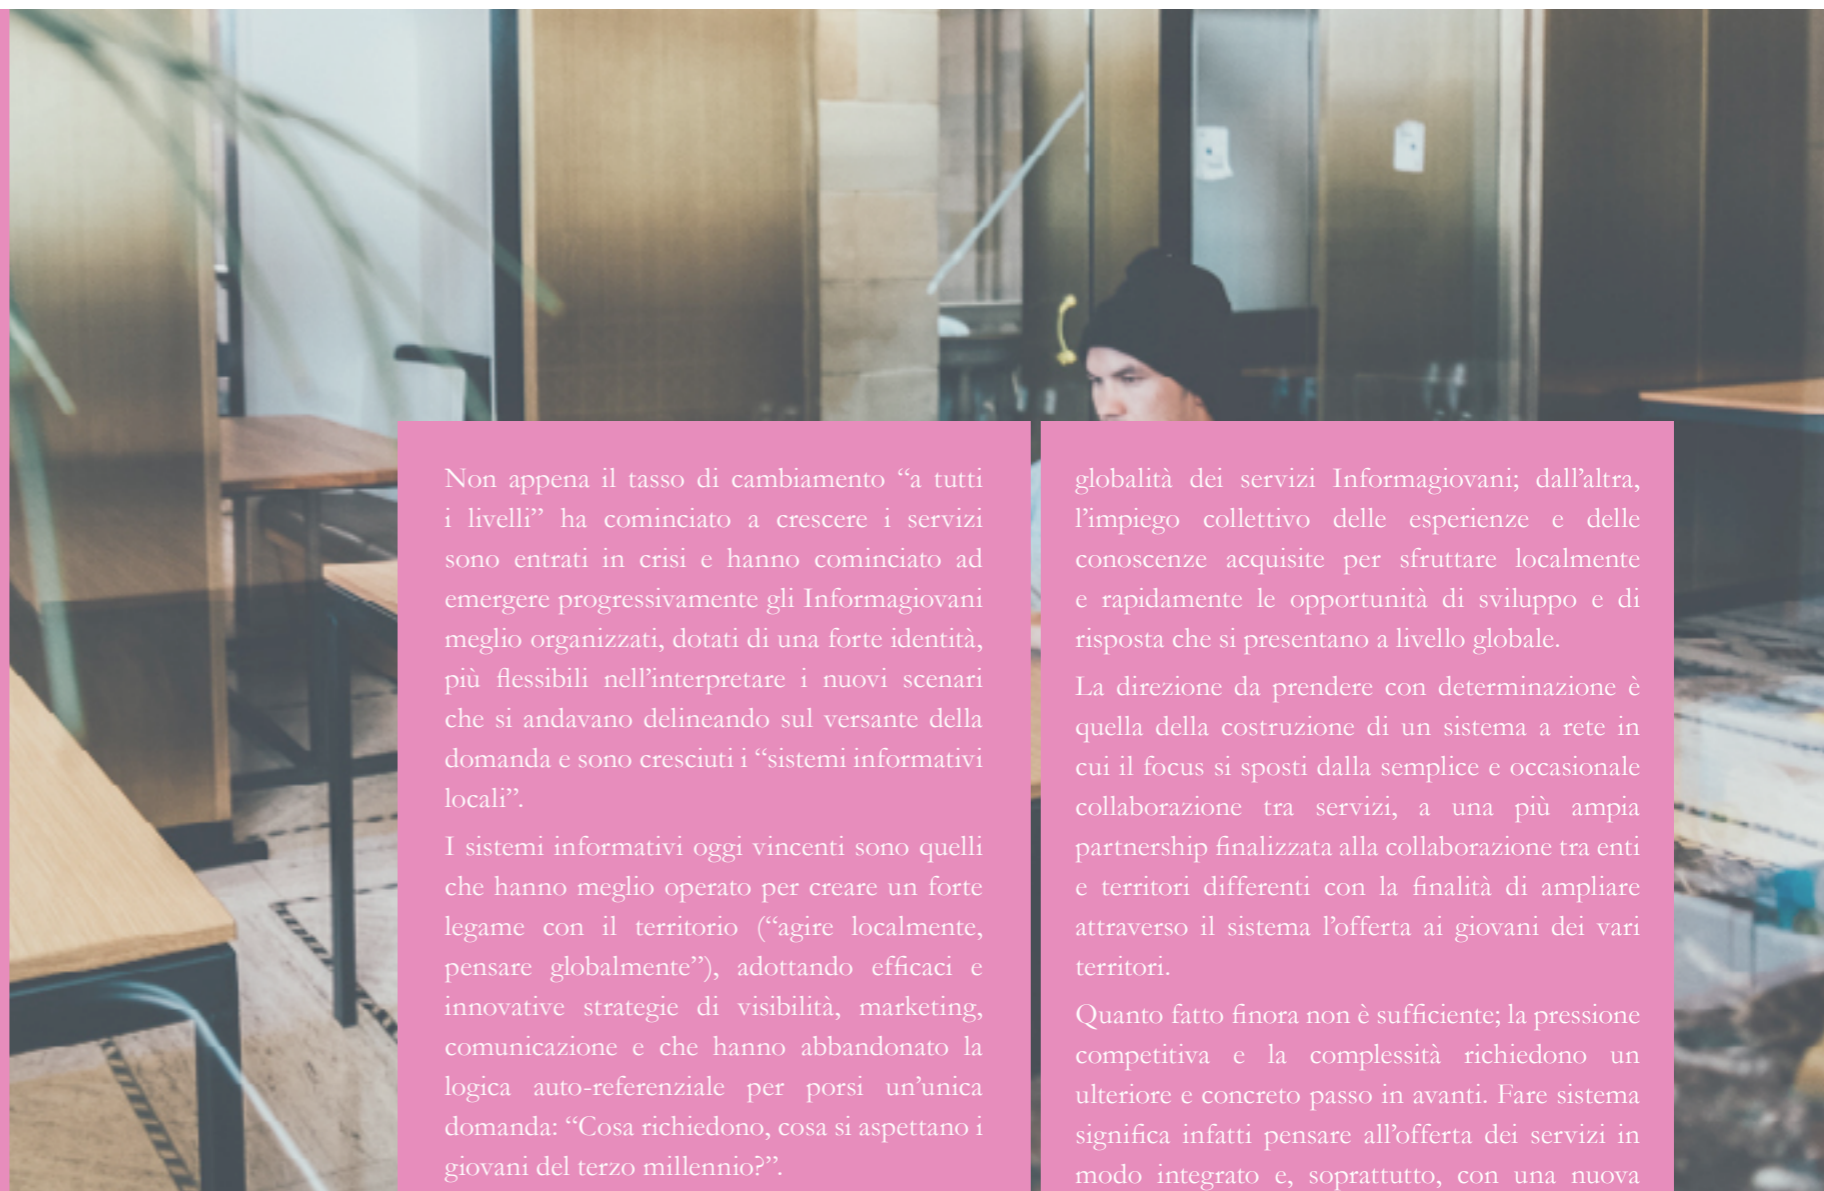 Non appena il tasso di cambiamento “a tutti
i livelli” ha cominciato a crescere i servizi
sono entrati in crisi e hanno cominciato ad
emergere progressivamente gli Informagiovani
meglio organizzati, dotati di una forte identità,
più flessibili nell'interpretare i nuovi scenari
che si andavano delineando sul versante della
domanda e sono cresciuti i “sistemi informativi
locali”.
I sistemi informativi oggi vincenti sono quelli
che hanno meglio operato per creare un forte
legame con il territorio (“agire localmente,
pensare globalmente”), adottando efficaci e
innovative strategie di visibilità, marketing,
comunicazione e che hanno abbandonato la
logica auto-referenziale per porsi un'unica
domanda: “Cosa richiedono, cosa si aspettano i
giovani del terzo millennio?”.
globalità dei servizi Informagiovani; dall'altra,
l'impiego collettivo delle esperienze e delle
conoscenze acquisite per sfruttare localmente
e rapidamente le opportunità di sviluppo e di
risposta che si presentano a livello globale.
La direzione da prendere con determinazione è
quella della costruzione di un sistema a rete in
cui il focus si sposti dalla semplice e occasionale
collaborazione tra servizi, a una più ampia
partnership finalizzata alla collaborazione tra enti
e territori differenti con la finalità di ampliare
attraverso il sistema l'offerta ai giovani dei vari
territori.
Quanto fatto finora non è sufficiente; la pressione
competitiva e la complessità richiedono un
ulteriore e concreto passo in avanti. Fare sistema
significa infatti pensare all'offerta dei servizi in
modo integrato e, soprattutto, con una nuova